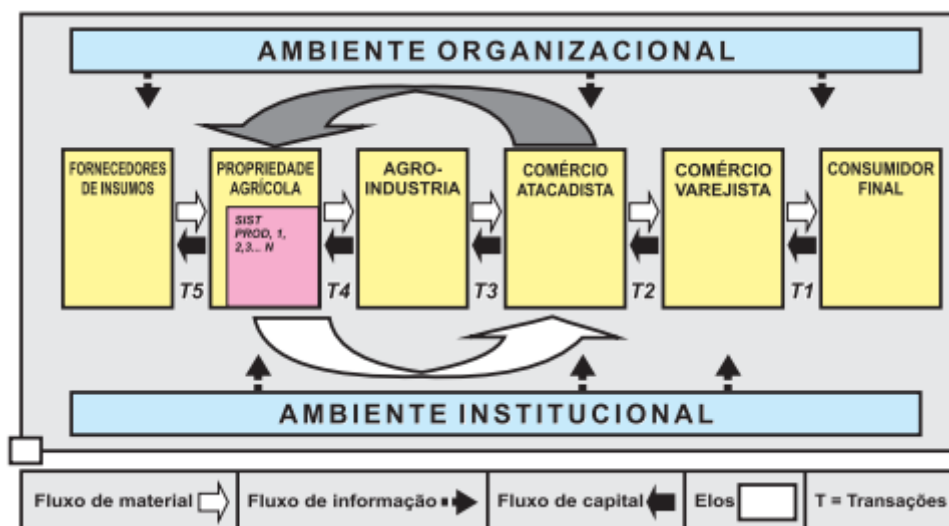 AMBIENTE ORGANIZACIONAL
FORNECEDORES
DE INSUMOS
PROPRIEDADE
AGRÍCOLA
SIST
PROD, 1,
2,3... N
AGRO-
INDUSTRIA
COMÉRCIO
ATACADISTA
COMÉRCIO
VAREJISTA
CONSUMIDOR
FINAL
T5
T4
T3
T2
T1
AMBIENTE INSTITUCIONAL
Fluxo de material
Fluxo de informação
Fluxo de capital
Elos
T = Transações